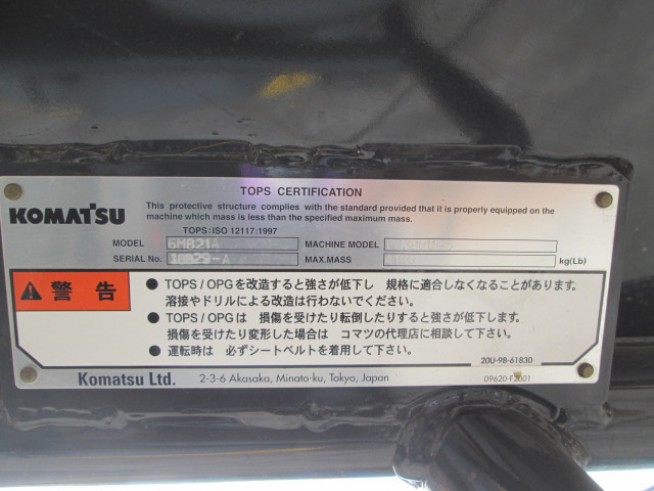 TOPS CERTIFICATION
KOMATSU
This protective structure complies with the standard provided that it is properly equipped on the
machine which mass is less than the specified maximum mass.
TOPS:ISO 12117:1997
MODEL 6MB214 MACHINE MODEL
SERIAL No. MAX.MASS kg(Lb)
警告
● TOPS / OPGを改造すると強さが低下し 規格に適合しなくなることがあります。
溶接やドリルによる改造は行わないでください。
● TOPS / OPGは 損傷を受けたり転倒したりすると強さが低下します。
損傷を受けたり変形した場合は コマツの代理店に相談して下さい。
● 運転時は 必ずシートベルトを着用して下さい。
20U-98-61830
Komatsu Ltd. 2-3-6 Akasaka, Minato-ku, Tokyo, Japan 09620-F2001